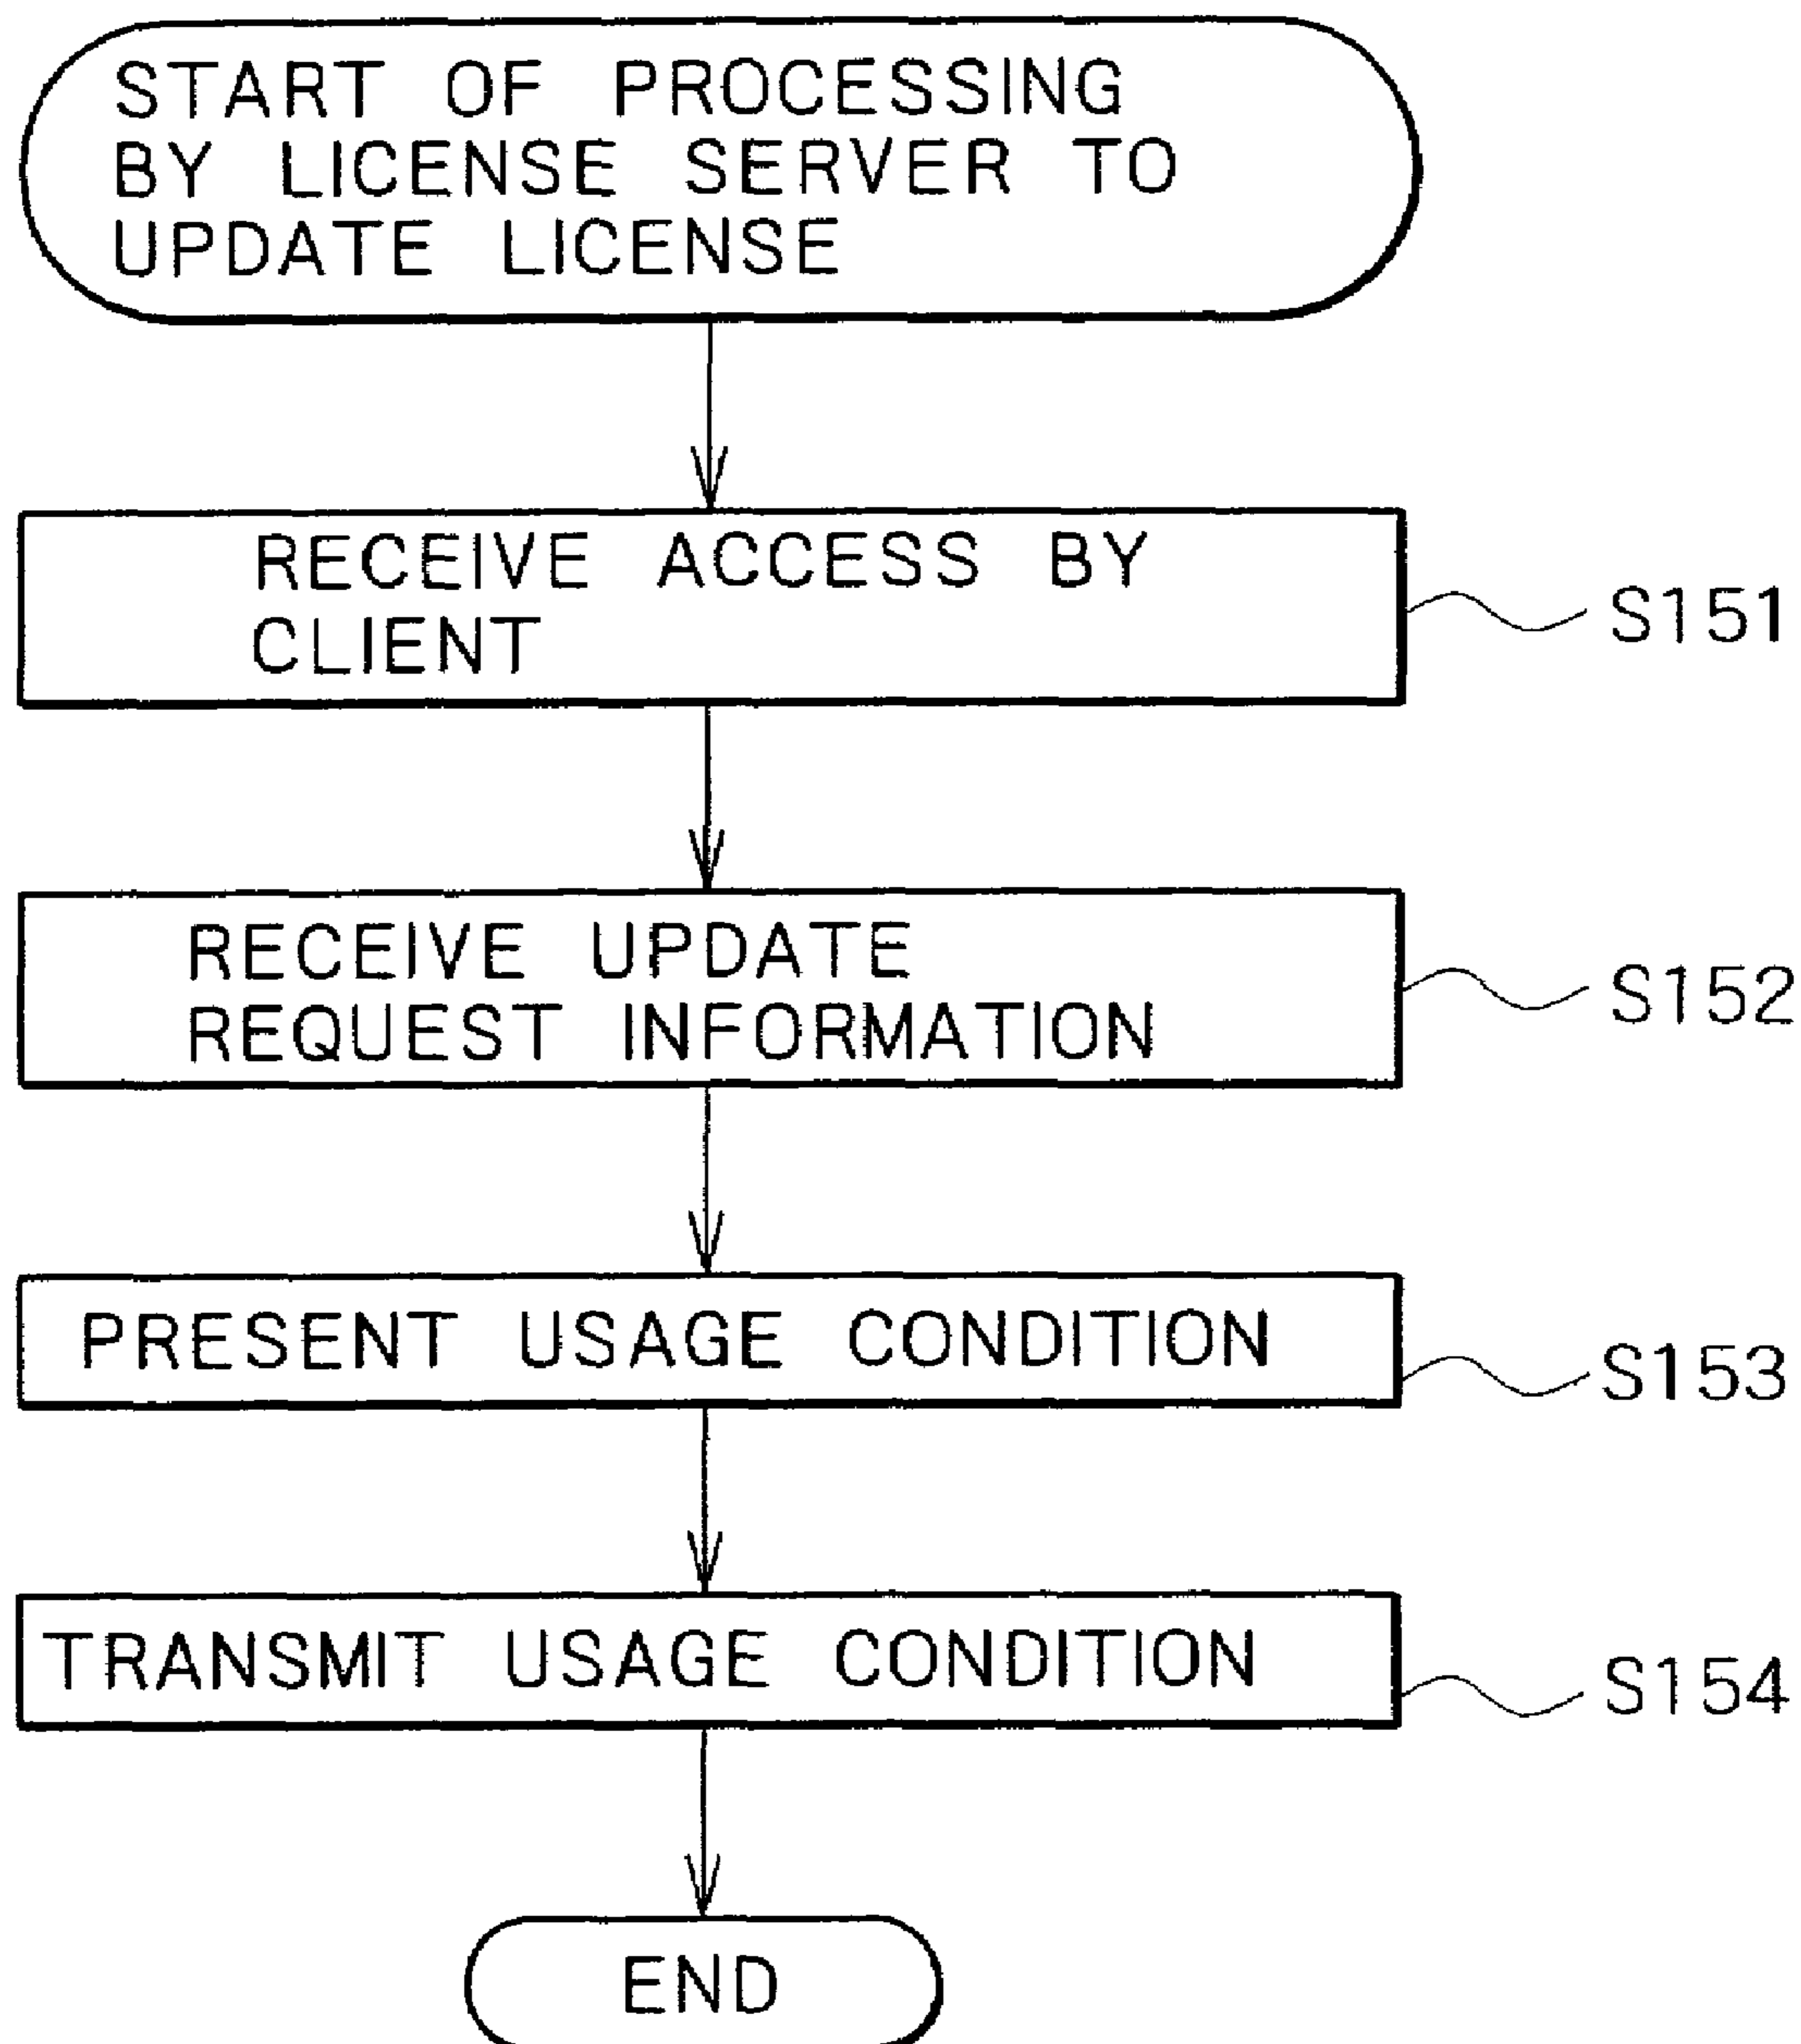 START OF PROCESSING
BY LICENSE SERVER TO
UPDATE LICENSE
RECEIVE ACCESS BY
CLIENT
S151
RECEIVE UPDATE
REQUEST INFORMATION
S152
PRESENT USAGE CONDITION
S153
TRANSMIT USAGE CONDITION
S154
END